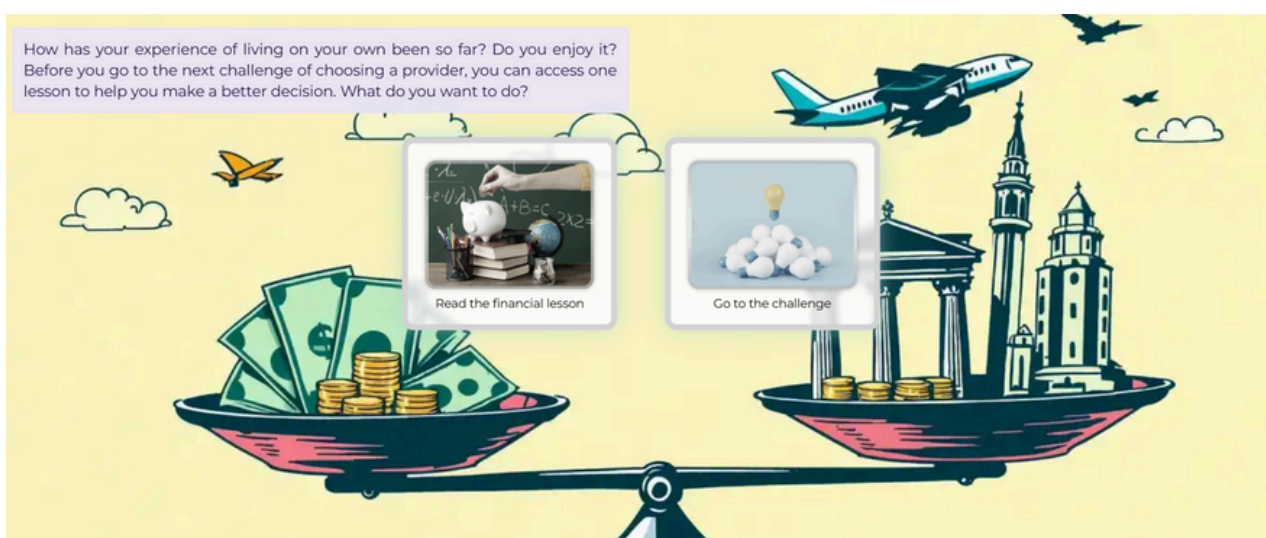 How has your experience of living on your own been so far? Do you enjoy it?
Before you go to the next challenge of choosing a provider, you can access one
lesson to help you make a better decision. What do you want to do?
A+B=C
2x2=
Read the financial lesson
Go to the challenge